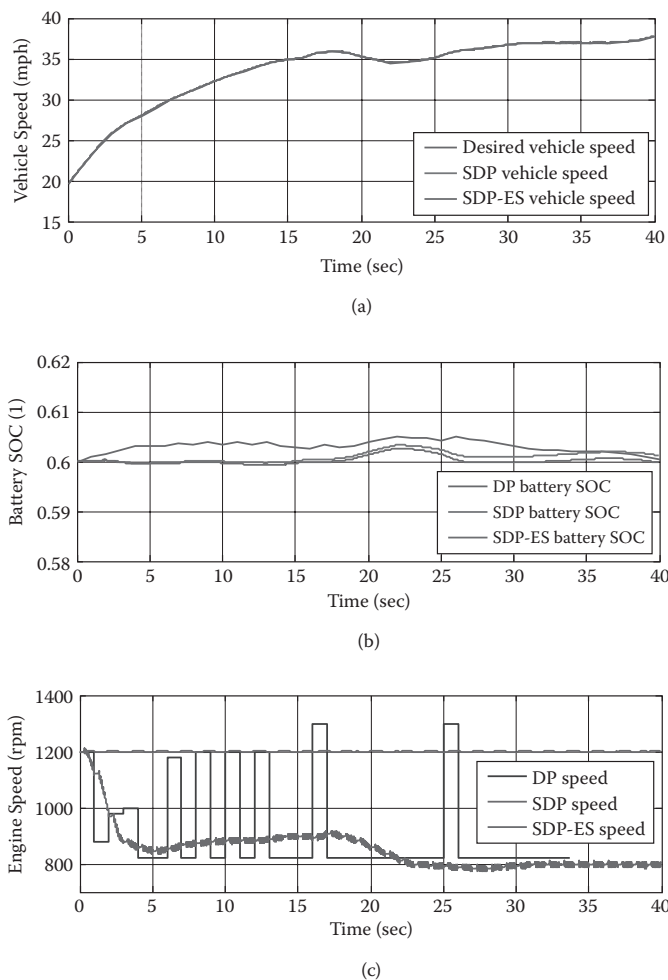 40
35
30
25
20
15
Vehicle Speed (mph)
Desired vehicle speed
SDP vehicle speed
SDP-ES vehicle speed
0 5 10 15 20 25 30 35 40
Time (sec)
(a)
0.62
0.61
0.6
0.59
0.58
Battery SOC (1)
DP battery SOC
SDP battery SOC
SDP-ES battery SOC
0 5 10 15 20 25 30 35 40
Time (sec)
(b)
1400
1200
1000
800
Engine Speed (rpm)
DP speed
SDP speed
SDP-ES speed
0 5 10 15 20 25 30 35 40
Time (sec)
(c)